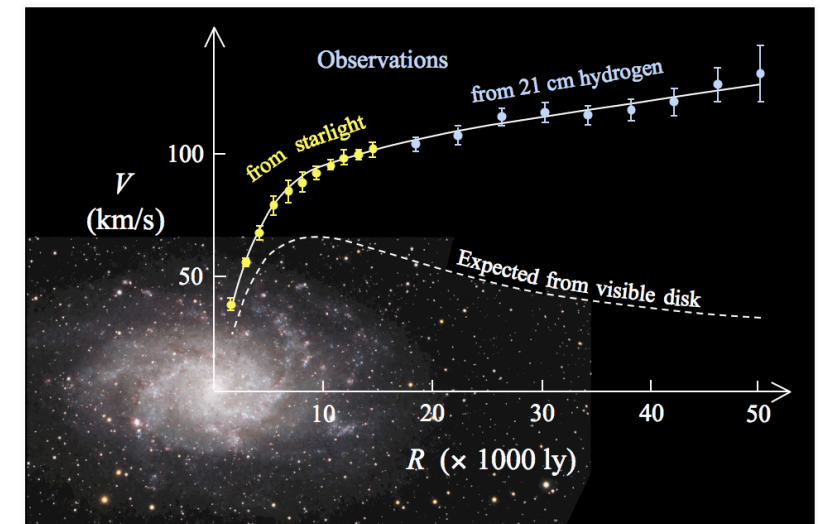 Observations
from 21 cm hydrogen
from starlight
100
V
(km/s)
50
Expected from visible disk
10 20 30 40 50
R (× 1000 ly)